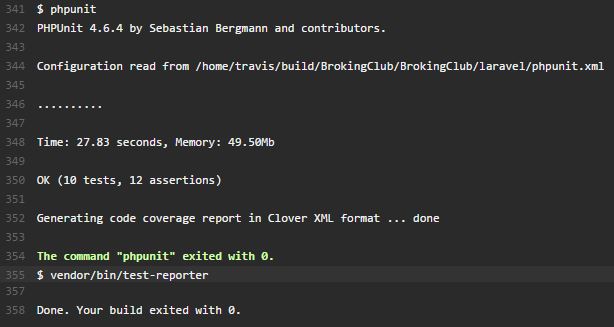 341 $ phpunit
342 PHPUnit 4.6.4 by Sebastian Bergmann and contributors.
343
344 Configuration read from /home/travis/build/BrokingClub/BrokingClub/laravel/phpunit.xml
345
346 ..........
347
348 Time: 27.83 seconds, Memory: 49.50Mb
349
350 OK (10 tests, 12 assertions)
351
352 Generating code coverage report in Clover XML format ... done
353
354 The command "phpunit" exited with 0.
355 $ vendor/bin/test-reporter
357
358 Done. Your build exited with 0.